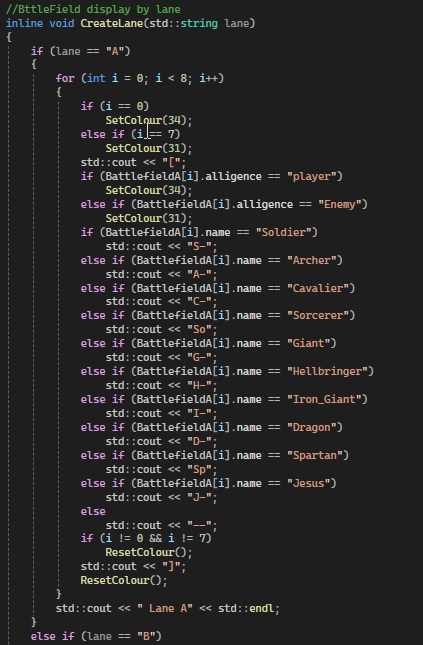 //BttleField display by lane
inline void CreateLane(std::string lane)
{
if (lane == "A")
{
for (int i = 0; i < 8; i++)
{
if (i == 0)
SetColour(34);
else if (i == 7)
SetColour(31);
std::cout << "[";
if (BattlefieldA[i].alligence == "player")
SetColour(34);
else if (BattlefieldA[i].alligence == "Enemy")
SetColour(31);
if (BattlefieldA[i].name == "Soldier")
std::cout << "S-";
else if (BattlefieldA[i].name == "Archer")
std::cout << "A-";
else if (BattlefieldA[i].name == "Cavalier")
std::cout << "C-";
else if (BattlefieldA[i].name == "Sorcerer")
std::cout << "So";
else if (BattlefieldA[i].name == "Giant")
std::cout << "G-";
else if (BattlefieldA[i].name == "Hellbringer")
std::cout << "H-";
else if (BattlefieldA[i].name == "Iron_Giant")
std::cout << "I-";
else if (BattlefieldA[i].name == "Dragon")
std::cout << "D-";
else if (BattlefieldA[i].name == "Spartan")
std::cout << "Sp";
else if (BattlefieldA[i].name == "Jesus")
std::cout << "J-";
else
std::cout << "--";
if (i != 0 && i != 7)
ResetColour();
std::cout << "]";
ResetColour();
}
std::cout << " Lane A" << std::endl;
}
else if (lane == "B")